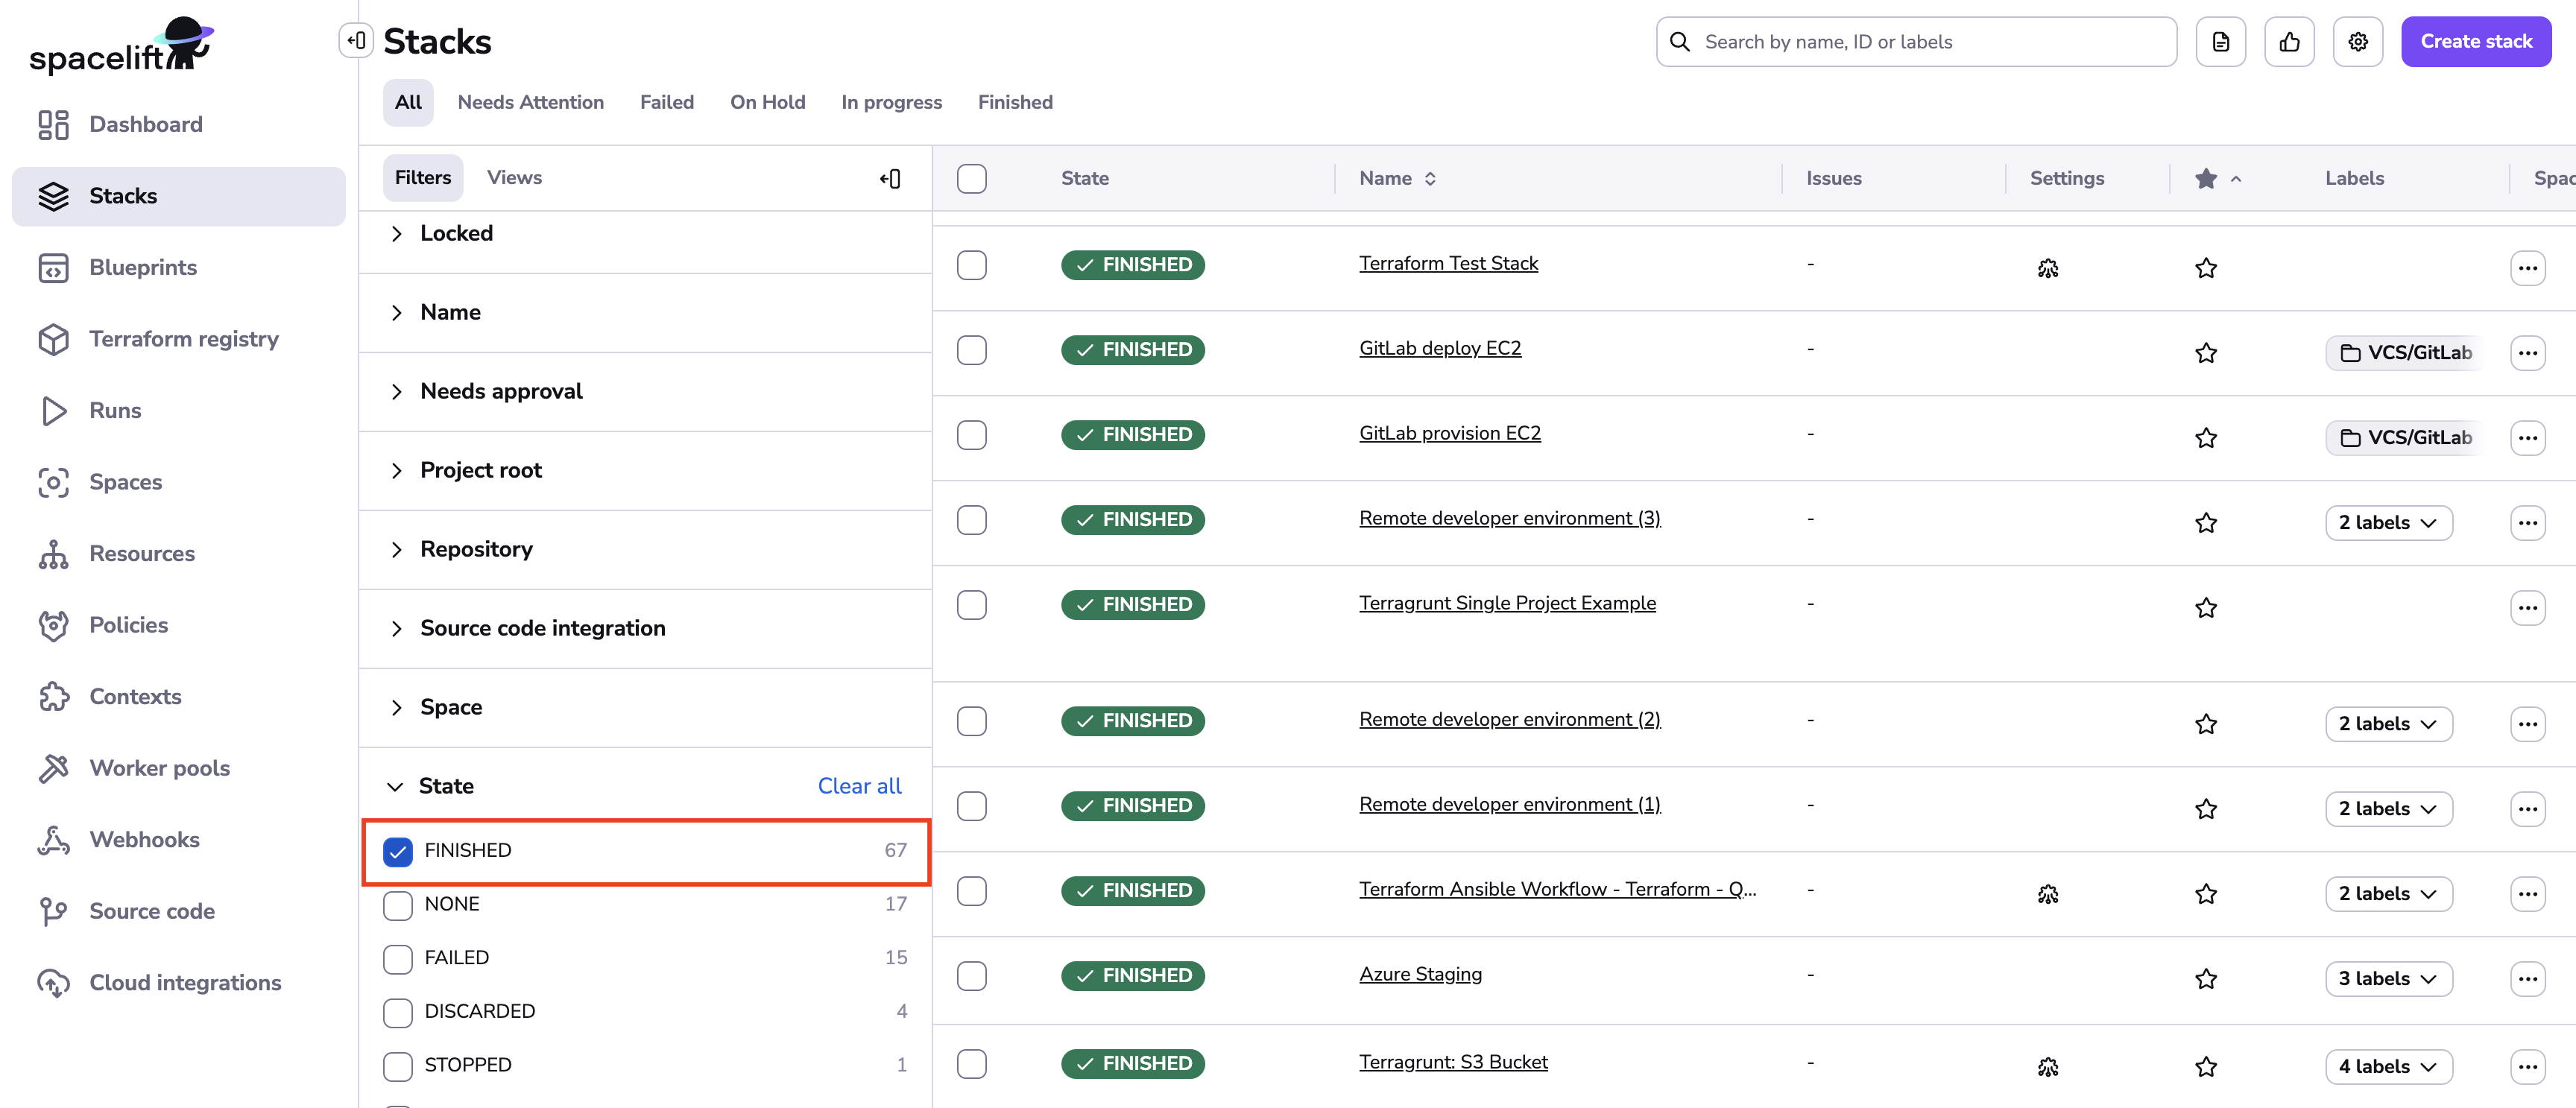 spacelift
Dashboard
Stacks
Blueprints
Terraform registry
Runs
Spaces
Resources
Policies
Contexts
Worker pools
Webhooks
Source code
Cloud integrations
Stacks
Search by name, ID or labels
Create stack
All Needs Attention Failed On Hold In progress Finished
Filters Views
Locked
Name
Needs approval
Project root
Repository
Source code integration
Space
State Clear all
FINISHED 67
NONE 17
FAILED 15
DISCARDED 4
STOPPED 1
State Name Issues Settings Labels Spac
FINISHED Terraform Test Stack -
FINISHED GitLab deploy EC2 - VCS/GitLab
FINISHED GitLab provision EC2 - VCS/GitLab
FINISHED Remote developer environment (3) - 2 labels
FINISHED Terragrunt Single Project Example -
FINISHED Remote developer environment (2) - 2 labels
FINISHED Remote developer environment (1) - 2 labels
FINISHED Terraform Ansible Workflow - Terraform - Q... - 2 labels
FINISHED Azure Staging - 3 labels
FINISHED Terragrunt: S3 Bucket - 4 labels